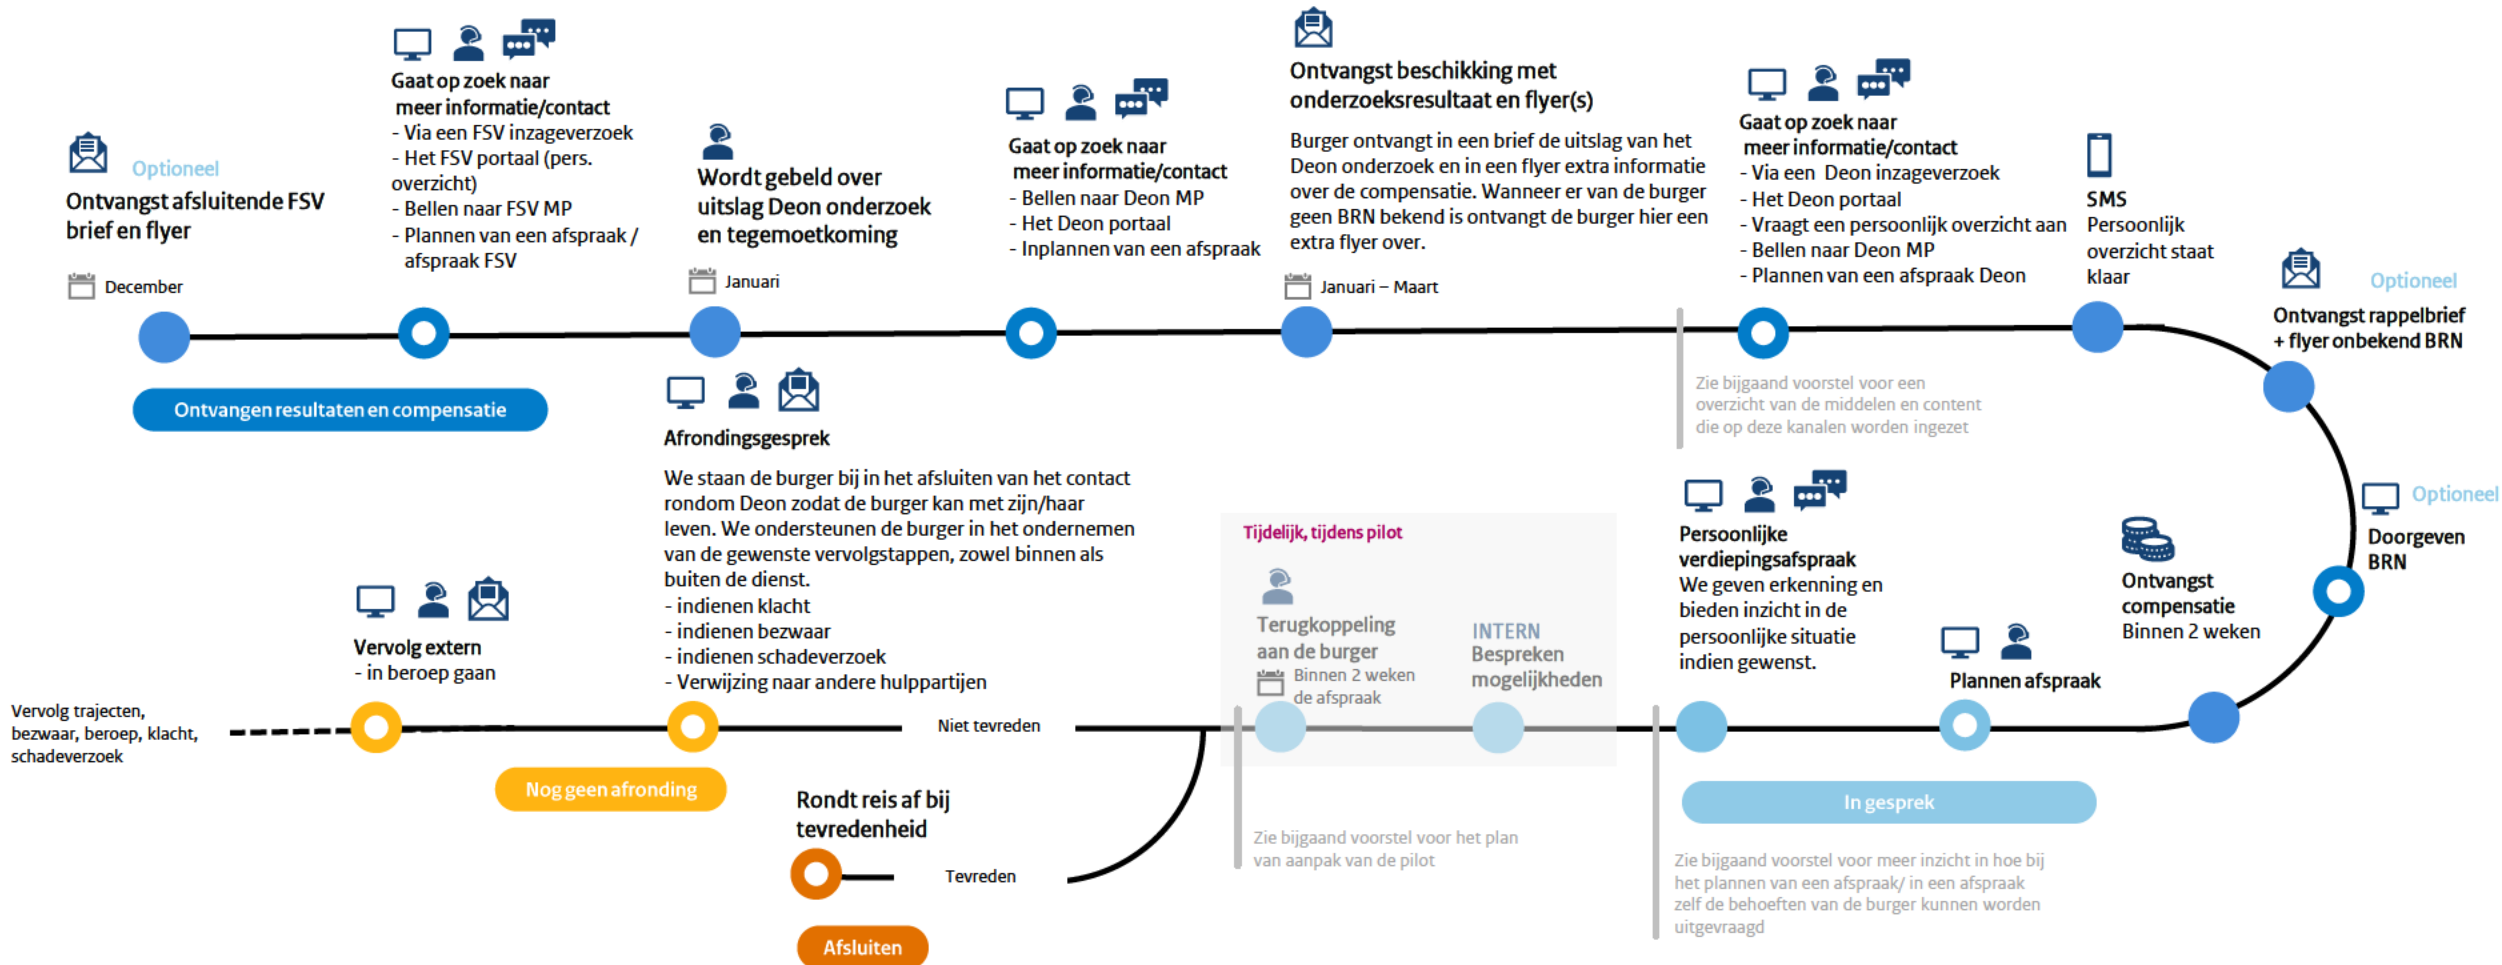 Optioneel
Ontvangst afsluitende FSV
brief en flyer
December
Gaat op zoek naar
meer informatie/contact
- Via een FSV inzageverzoek
- Het FSV portaal (pers.
overzicht)
- Bellen naar FSV MP
- Plannen van een afspraak /
afspraak FSV
Wordt gebeld over
uitslag Deon onderzoek
en tegemoetkoming
Januari
Gaat op zoek naar
meer informatie/contact
- Bellen naar Deon MP
- Het Deon portaal
- Inplannen van een afspraak
Ontvangst beschikking met
onderzoeksresultaat en flyer(s)
Burger ontvangt in een brief de uitslag van het
Deon onderzoek en in een flyer extra informatie
over de compensatie. Wanneer er van de burger
geen BRN bekend is ontvangt de burger hier een
extra flyer over.
Januari – Maart
Gaat op zoek naar
meer informatie/contact
- Via een Deon inzageverzoek
- Het Deon portaal
- Vraagt een persoonlijk overzicht aan
- Bellen naar Deon MP
- Plannen van een afspraak Deon
SMS
Persoonlijk
overzicht staat
klaar
Optioneel
Ontvangst rappelbrief
+ flyer onbekend BRN
Ontvangen resultaten en compensatie
Zie bijgaand voorstel voor een
overzicht van de middelen en content
die op deze kanalen worden ingezet
Optioneel
Doorgeven
BRN
Ontvangst
compensatie
Binnen 2 weken
Plannen afspraak
Persoonlijke
verdiepingsafspraak
We geven erkenning en
bieden inzicht in de
persoonlijke situatie
indien gewenst.
In gesprek
Zie bijgaand voorstel voor meer inzicht in hoe bij
het plannen van een afspraak/ in een afspraak
zelf de behoeften van de burger kunnen worden
uitgevraagd
Tijdelijk, tijdens pilot
INTERN
Bespreken
mogelijkheden
Terugkoppeling
aan de burger
Binnen 2 weken
de afspraak
Zie bijgaand voorstel voor het plan
van aanpak van de pilot
Afrondingsgesprek
We staan de burger bij in het afsluiten van het contact
rondom Deon zodat de burger kan met zijn/haar
leven. We ondersteunen de burger in het ondernemen
van de gewenste vervolgstappen, zowel binnen als
buiten de dienst.
- indienen klacht
- indienen bezwaar
- indienen schadeverzoek
- Verwijzing naar andere hulppartijen
Niet tevreden
Vervolg extern
- in beroep gaan
Nog geen afronding
Vervolg trajecten,
bezwaar, beroep, klacht,
schadeverzoek
Rondt reis af bij
tevredenheid
Tevreden
Afsluiten